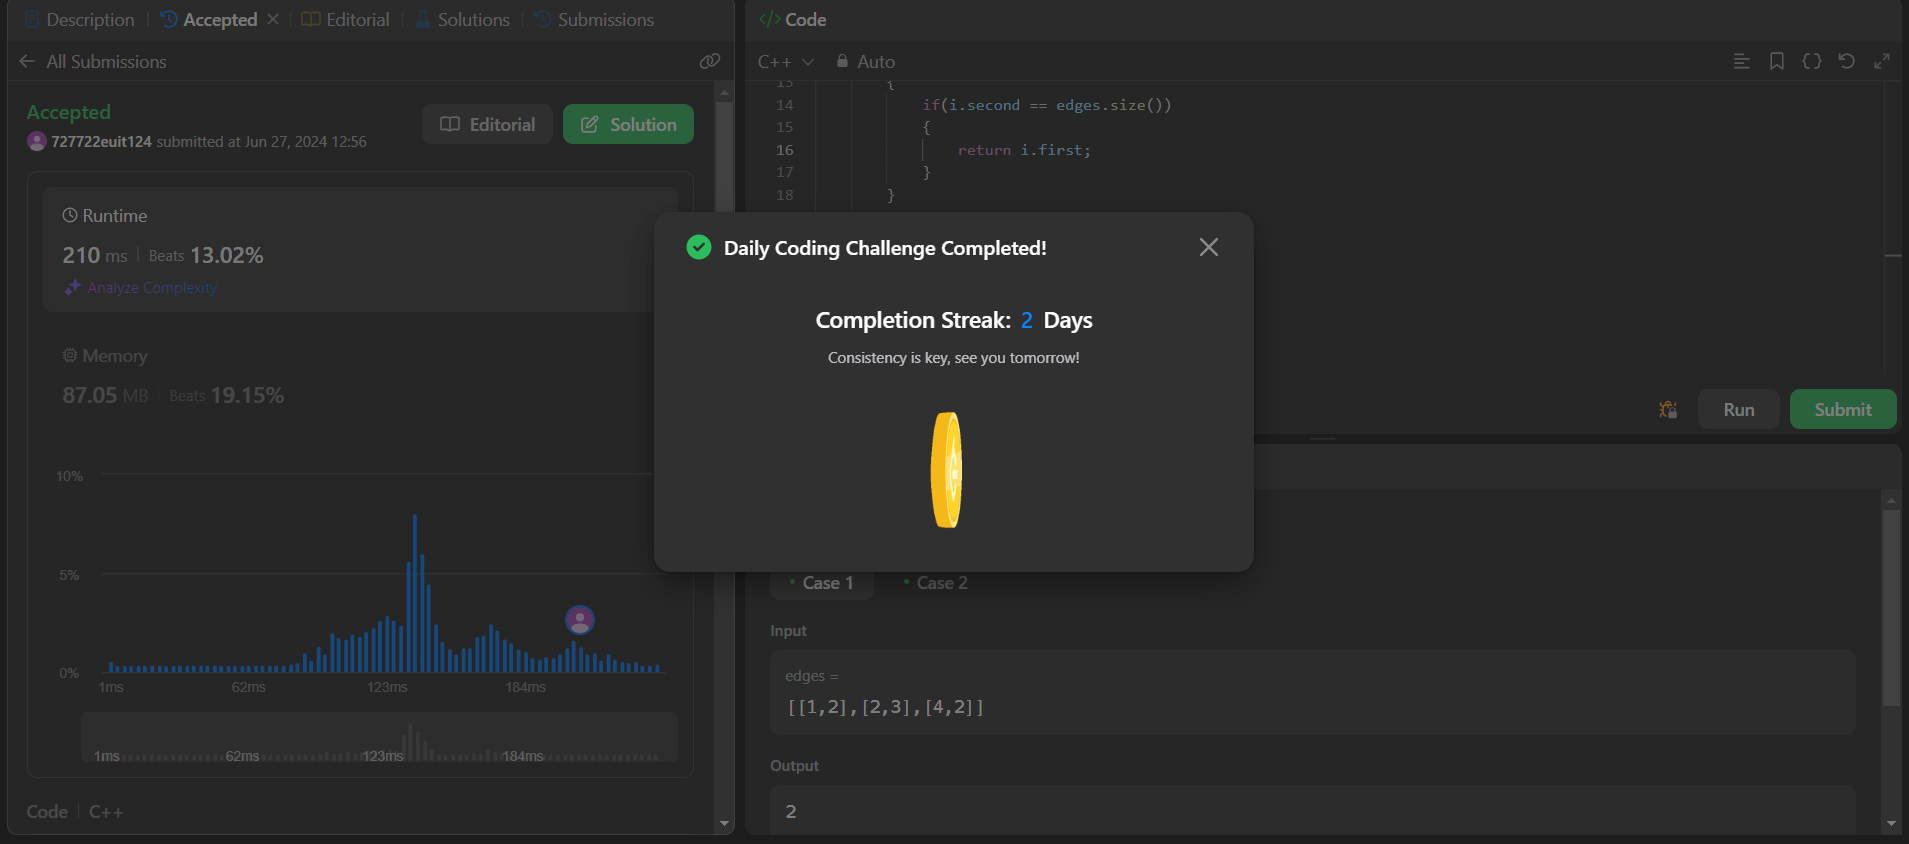 Description
Accepted
Editorial
Solutions
Submissions
All Submissions
Accepted
727722euit124 submitted at Jun 27, 2024 12:56
Editorial
Solution
Runtime
210 ms
Beats 13.02%
Analyze Complexity
Memory
87.05 MB
Beats 19.15%
10%
5%
0%
1ms
62ms
123ms
184ms
1ms
62ms
123ms
184ms
Code
C++
</> Code
C++
Auto
13 {
14 if(i.second == edges.size())
15 {
16 return i.first;
17 }
18 }
Daily Coding Challenge Completed!
Completion Streak: 2 Days
Consistency is key, see you tomorrow!
Run
Submit
Case 1
Case 2
Input
edges =
[[1,2],[2,3],[4,2]]
Output
2